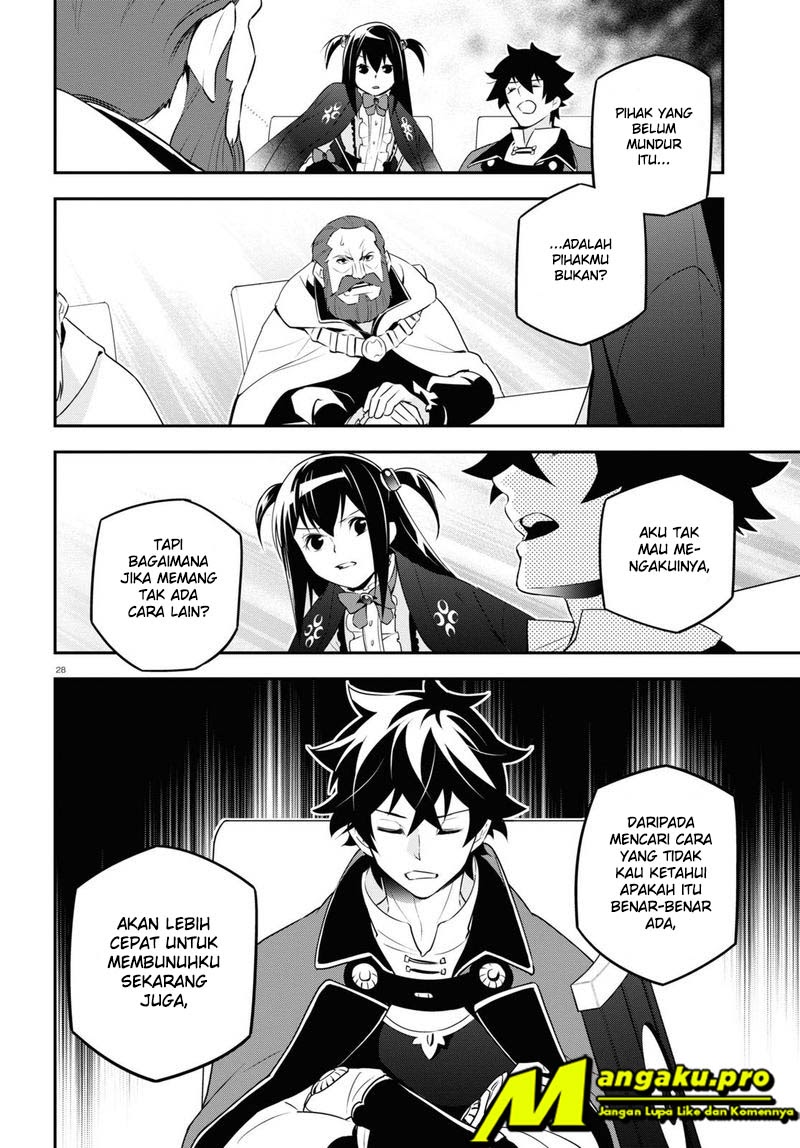 PIHAK YANG
BELUM
MUNDUR
ITU...
...ADALAH
PIHAKMU
BUKAN?
AKU TAK
MAU ME-
NGAKUINYA,
TAPI
BAGAIMANA
JIKA MEMANG
TAK ADA
CARA LAIN?
28
DARIPADA
MENCARI CARA
YANG TIDAK
KAU KETAHUI
APAKAH ITU
BENAR-BENAR
ADA,
AKAN LEBIH
CEPAT UNTUK
MEMBUNUHKU
SEKARANG
JUGA,
Mangaku.pro
Jangan Lupa Like dan Komennya